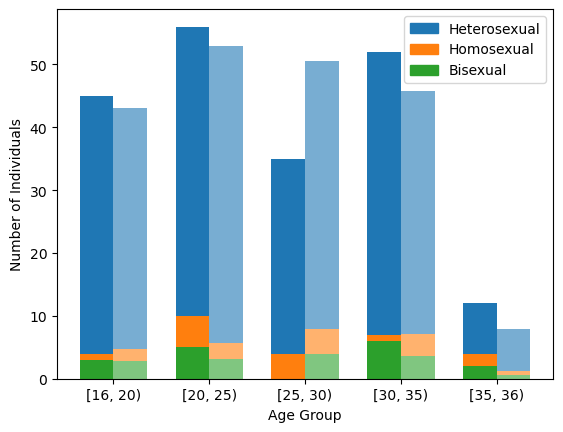 Heterosexual
Homosexual
Bisexual
Number of Individuals
50
40
30
20
10
0
[16, 20) [20, 25) [25, 30) [30, 35) [35, 36)
Age Group